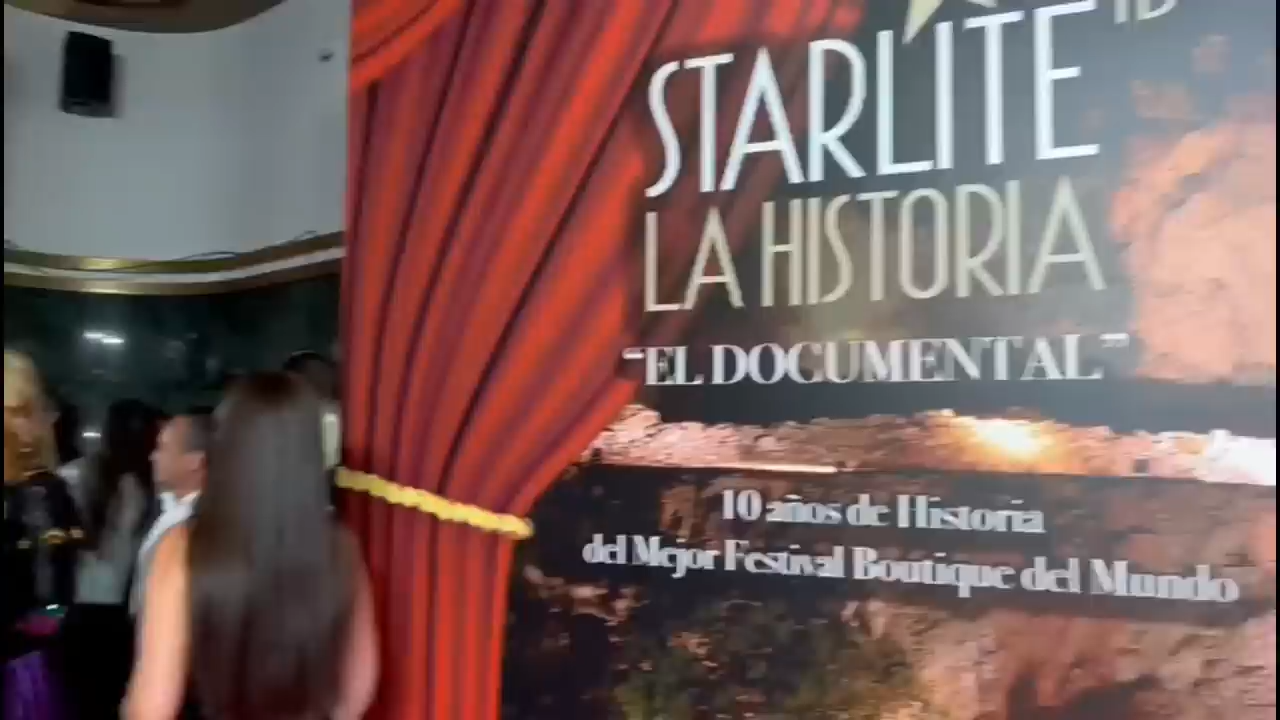 STARLITE
LA HISTORIA
“EL DOCUMENTAL”
10 años de Historia
del Mejor Festival Boutique del Mundo